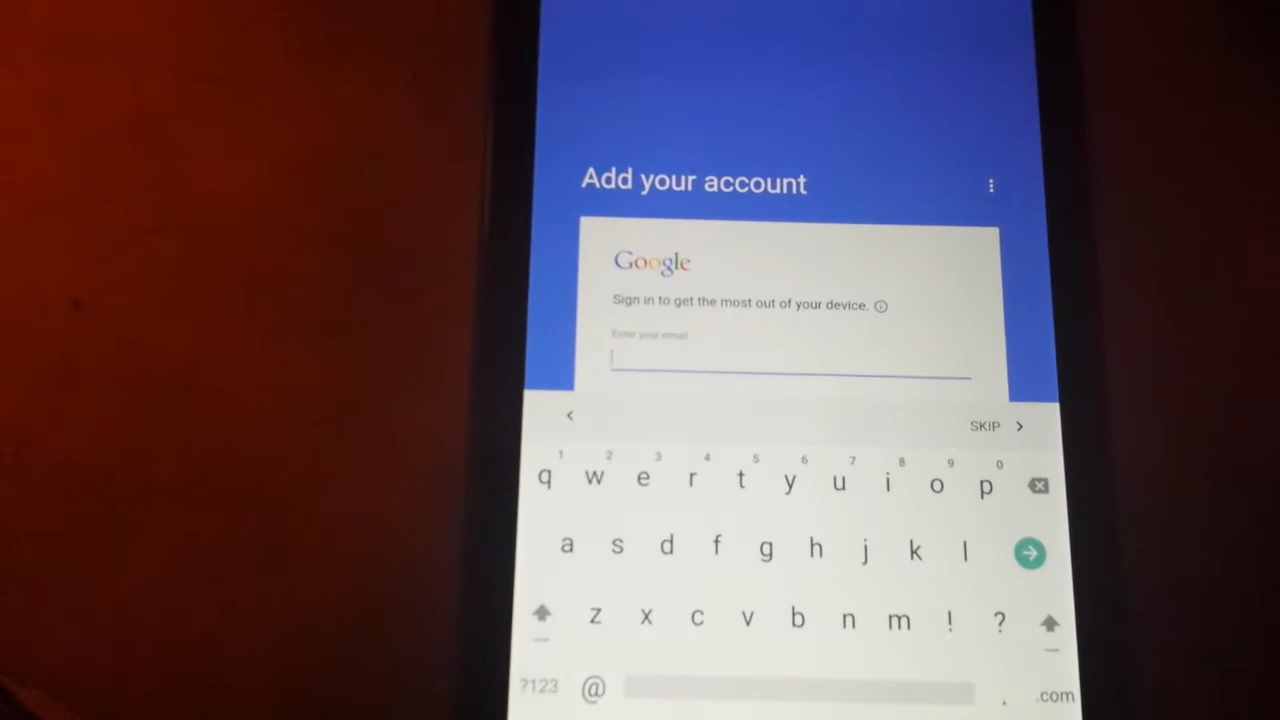 Add your account
Google
Sign in to get the most out of your device.
Enter your email
SKIP
1 2 3 4 5 6 7 8 9 0
q w e r t y u i o p
a s d f g h j k l
z x c v b n m ! ?
?123 @ . .com